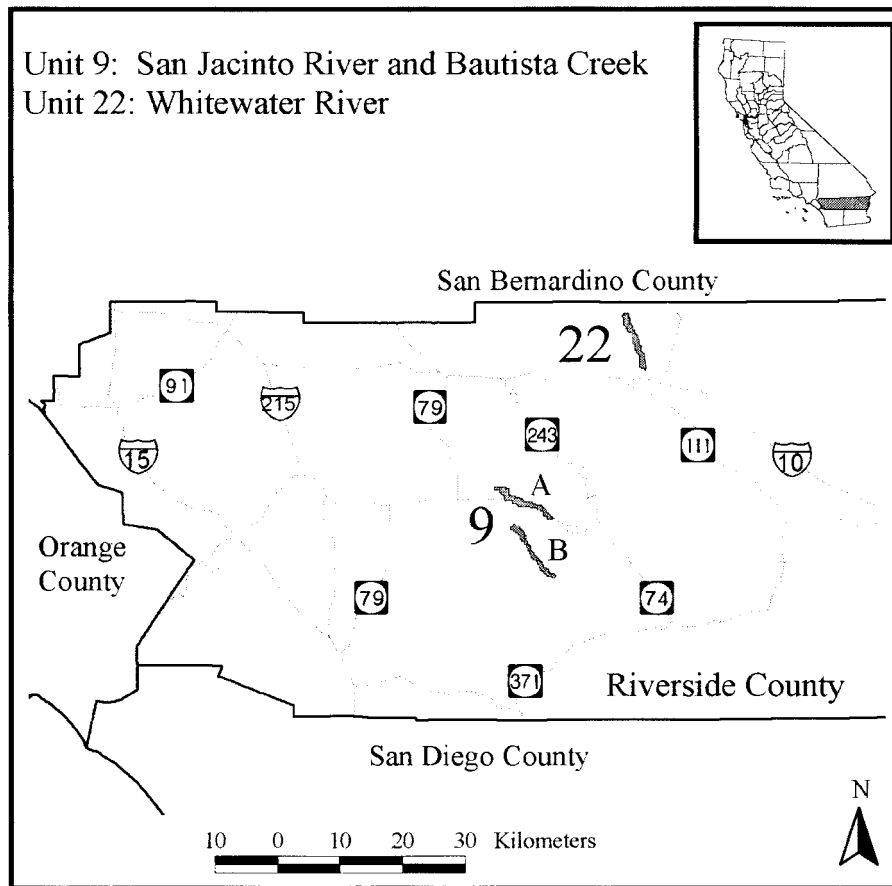 Unit 9: San Jacinto River and Bautista Creek
Unit 22: Whitewater River
San Bernardino County
22
91
215
79
243
111
15
10
A
9
B
Orange
County
79
74
371
Riverside County
San Diego County
N
10 0 10 20 30 Kilometers